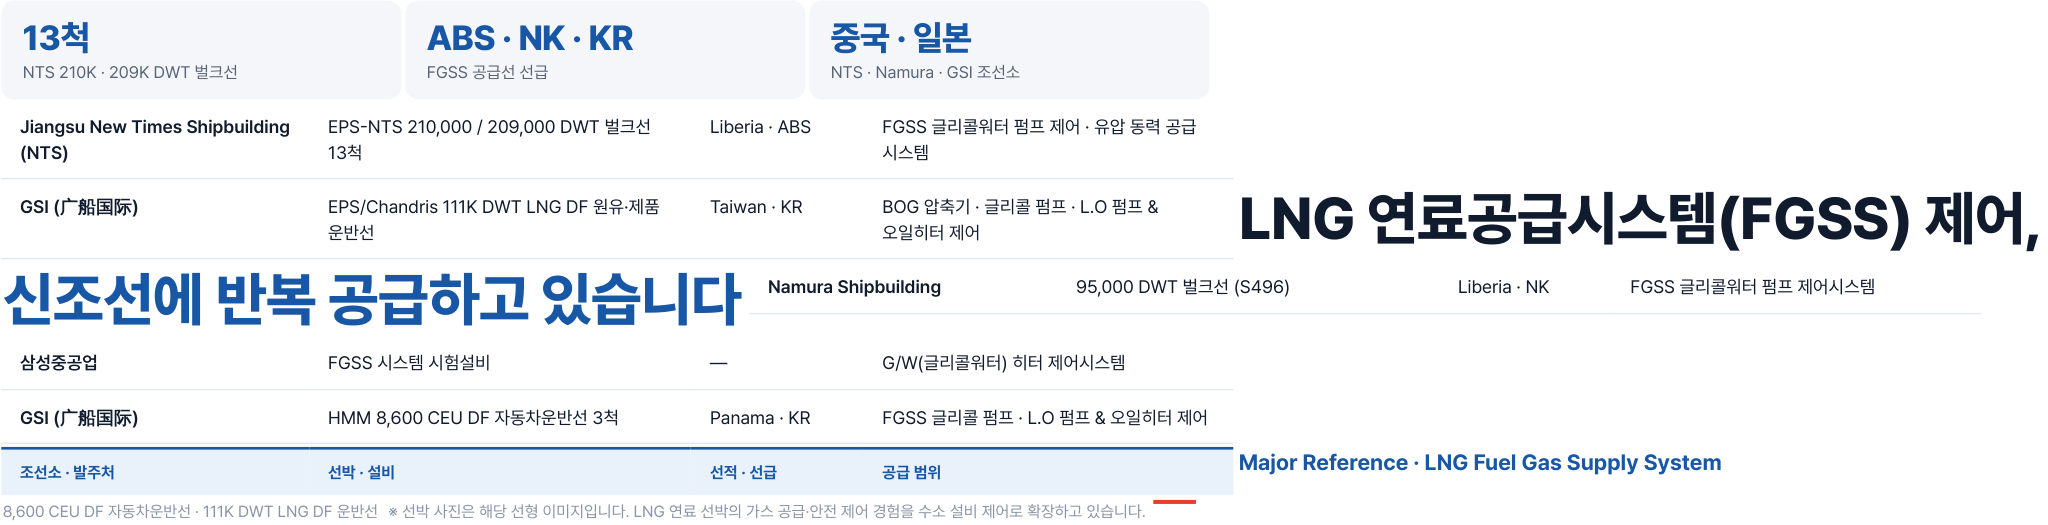 13척
NTS 210K · 209K DWT 벌크선
ABS · NK · KR
FGSS 공급선 선급
중국 · 일본
NTS · Namura · GSI 조선소
Jiangsu New Times Shipbuilding (NTS)
EPS-NTS 210,000 / 209,000 DWT 벌크선 13척
Liberia · ABS
FGSS 글리콜워터 펌프 제어 · 유압 동력 공급 시스템
GSI (广船国际)
EPS/Chandris 111K DWT LNG DF 원유·제품 운반선
Taiwan · KR
BOG 압축기 · 글리콜 펌프 · L.O 펌프 & 오일히터 제어
LNG 연료공급시스템(FGSS) 제어,
신조선에 반복 공급하고 있습니다
Namura Shipbuilding
95,000 DWT 벌크선 (S496)
Liberia · NK
FGSS 글리콜워터 펌프 제어시스템
삼성중공업
FGSS 시스템 시험설비
—
G/W(글리콜워터) 히터 제어시스템
GSI (广船国际)
HMM 8,600 CEU DF 자동차운반선 3척
Panama · KR
FGSS 글리콜 펌프 · L.O 펌프 & 오일히터 제어
조선소 · 발주처
선박 · 설비
선적 · 선급
공급 범위
Major Reference · LNG Fuel Gas Supply System
8,600 CEU DF 자동차운반선 · 111K DWT LNG DF 운반선
※ 선박 사진은 해당 선형 이미지입니다. LNG 연료 선박의 가스 공급·안전 제어 경험을 수소 설비 제어로 확장하고 있습니다.